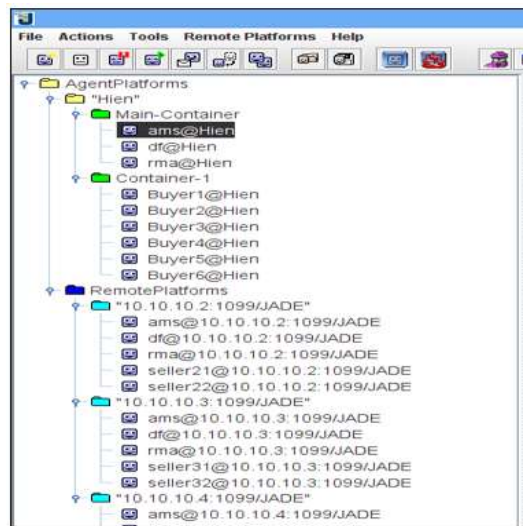 File Actions Tools Remote Platforms Help
AgentPlatforms
"Hien"
Main-Container
ams@Hien
df@Hien
rma@Hien
Container-1
Buyer1@Hien
Buyer2@Hien
Buyer3@Hien
Buyer4@Hien
Buyer5@Hien
Buyer6@Hien
RemotePlatforms
"10.10.10.2:1099/JADE"
ams@10.10.10.2:1099/JADE
df@10.10.10.2:1099/JADE
rma@10.10.10.2:1099/JADE
seller21@10.10.10.2:1099/JADE
seller22@10.10.10.2:1099/JADE
"10.10.10.3:1099/JADE"
ams@10.10.10.3:1099/JADE
df@10.10.10.3:1099/JADE
rma@10.10.10.3:1099/JADE
seller31@10.10.10.3:1099/JADE
seller32@10.10.10.3:1099/JADE
"10.10.10.4:1099/JADE"
ams@10.10.10.4:1099/JADE